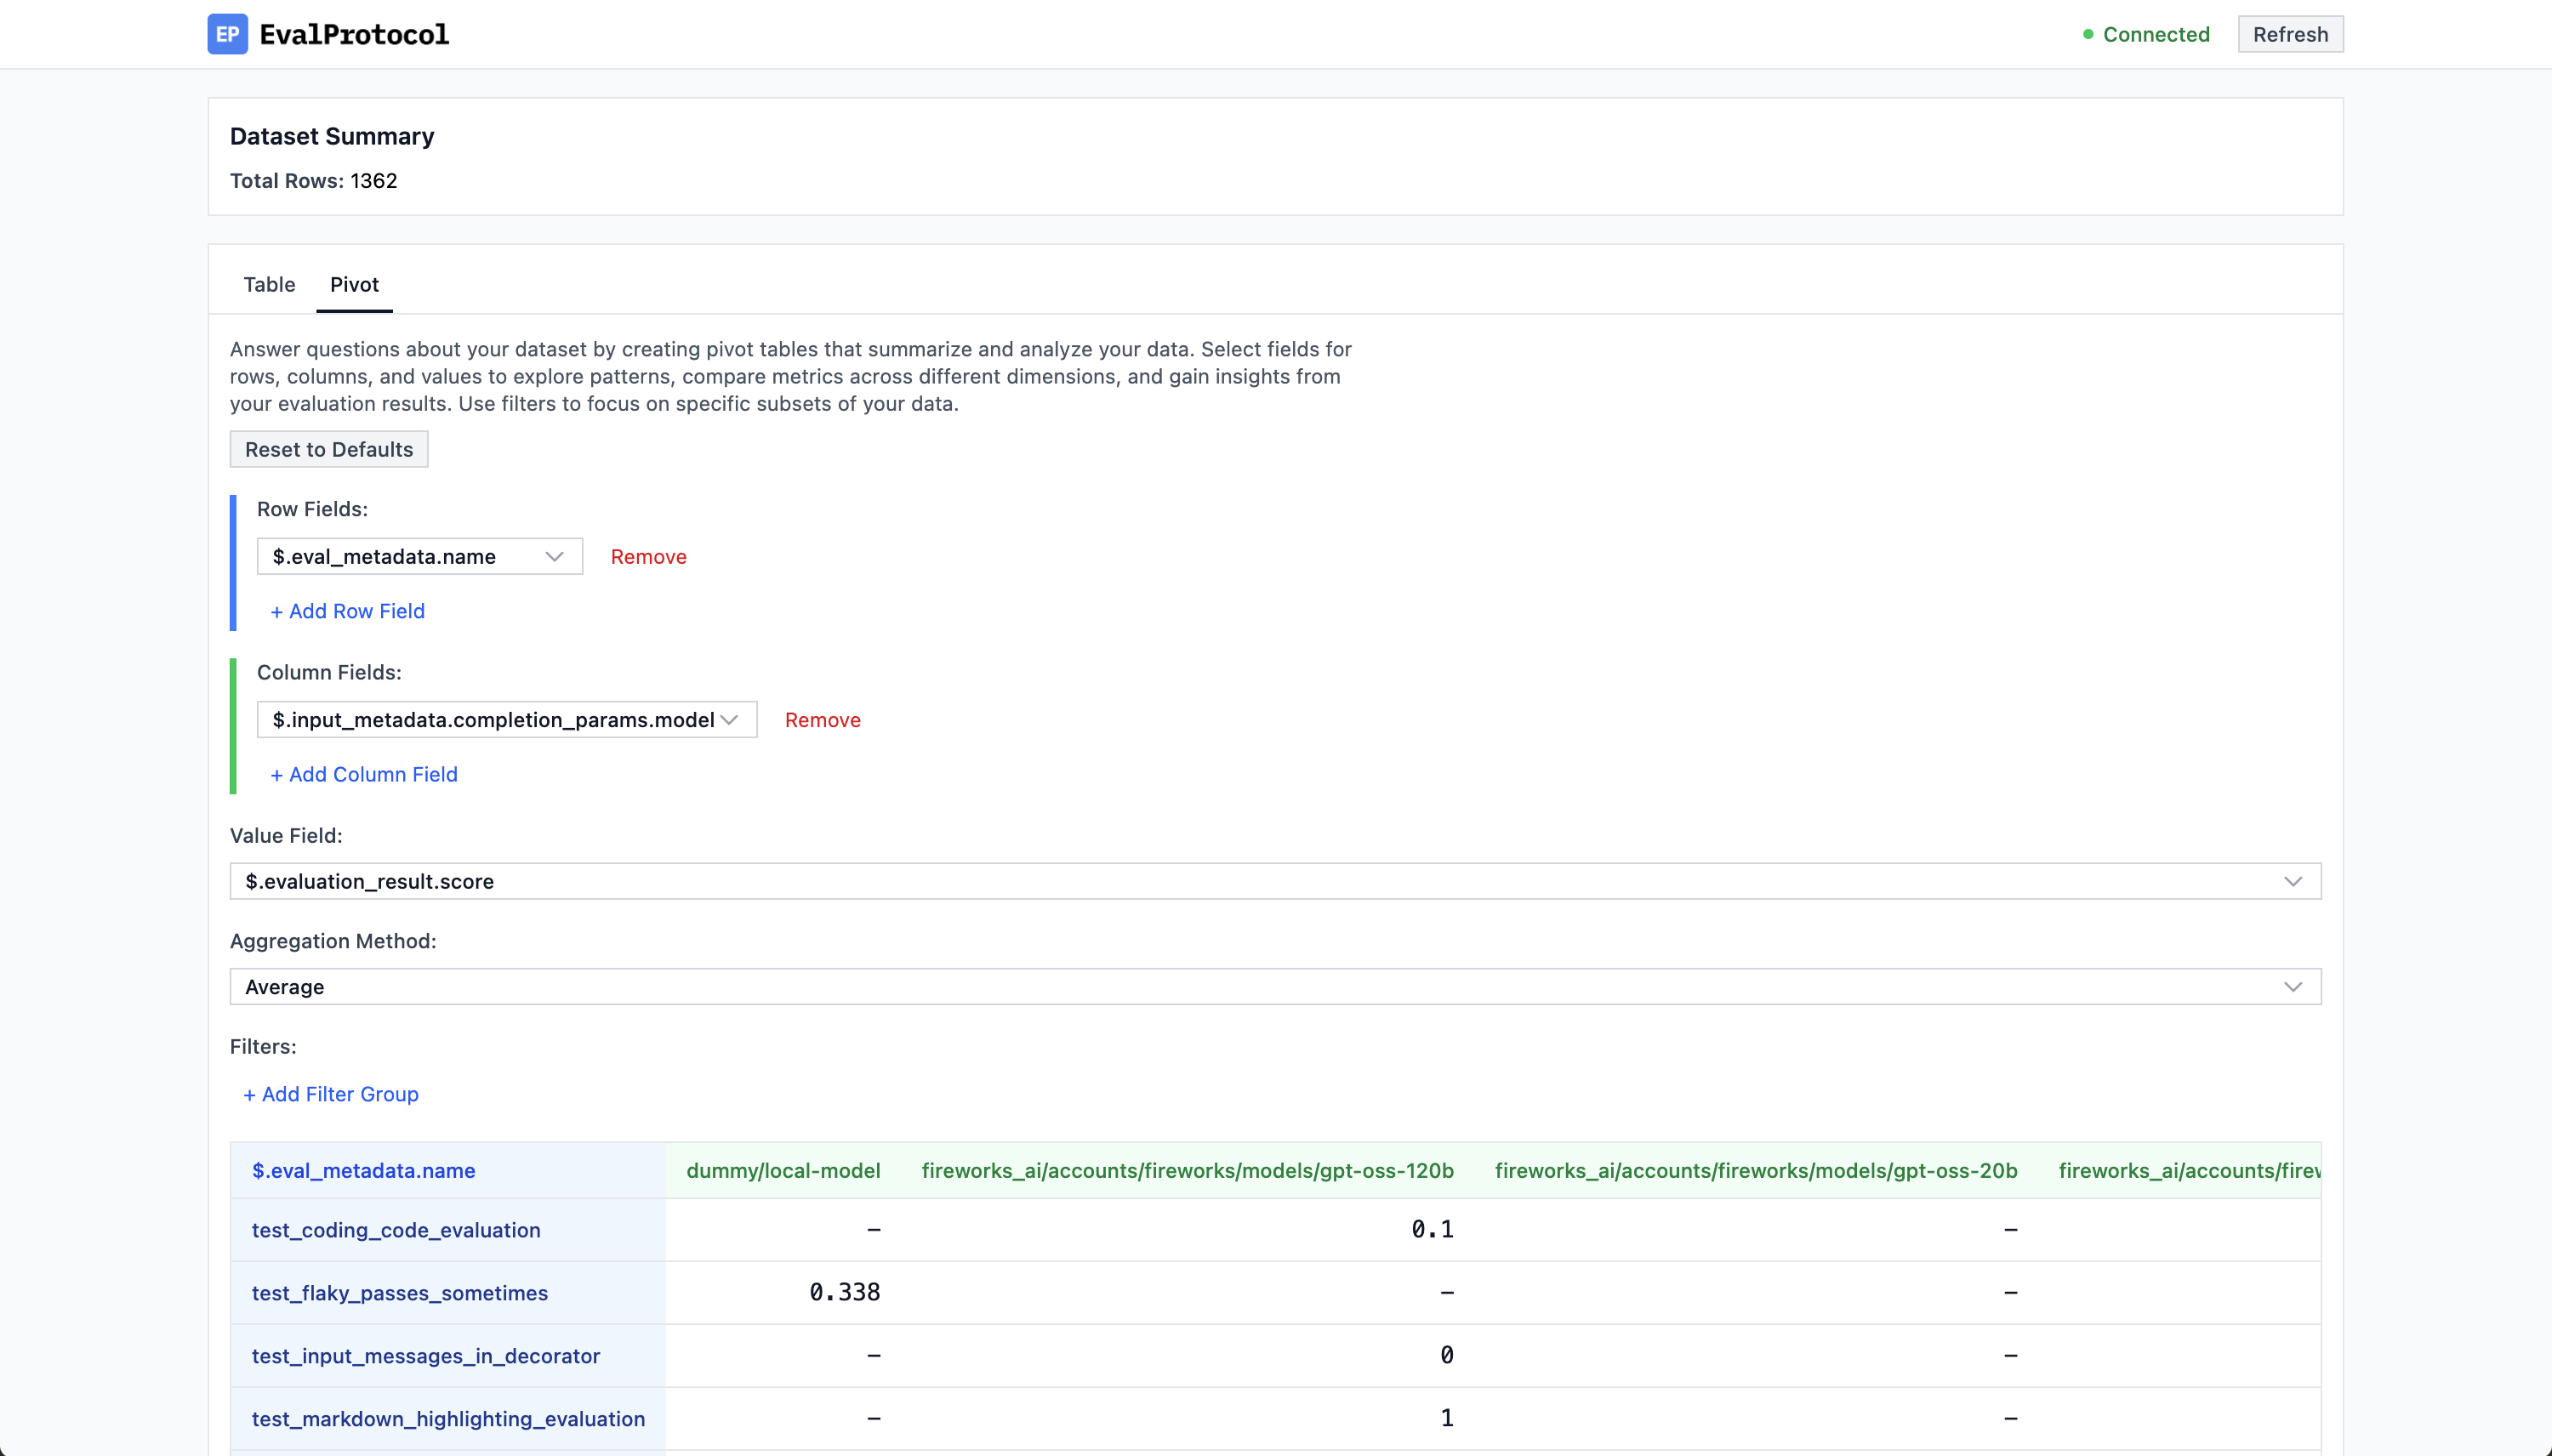 EP EvalProtocol
Connected
Refresh
Dataset Summary
Total Rows: 1362
Table
Pivot
Answer questions about your dataset by creating pivot tables that summarize and analyze your data. Select fields for
rows, columns, and values to explore patterns, compare metrics across different dimensions, and gain insights from
your evaluation results. Use filters to focus on specific subsets of your data.
Reset to Defaults
Row Fields:
$.eval_metadata.name
Remove
+ Add Row Field
Column Fields:
$.input_metadata.completion_params.model
Remove
+ Add Column Field
Value Field:
$.evaluation_result.score
Aggregation Method:
Average
Filters:
+ Add Filter Group
$.eval_metadata.name dummy/local-model fireworks_ai/accounts/fireworks/models/gpt-oss-120b fireworks_ai/accounts/fireworks/models/gpt-oss-20b fireworks_ai/accounts/firew
test_coding_code_evaluation – 0.1 –
test_flaky_passes_sometimes 0.338 – –
test_input_messages_in_decorator – 0 –
test_markdown_highlighting_evaluation – 1 –